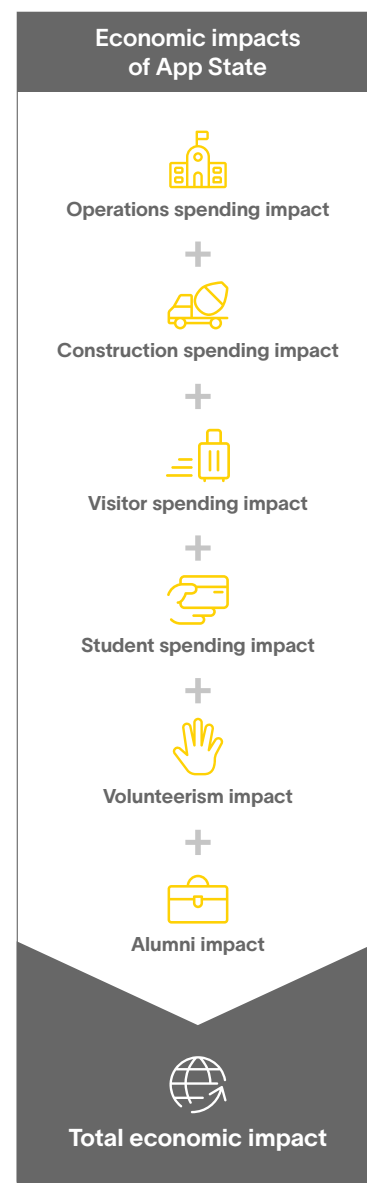 Economic impacts
of App State
Operations spending impact
+
Construction spending impact
+
Visitor spending impact
+
Student spending impact
+
Volunteerism impact
+
Alumni impact
Total economic impact